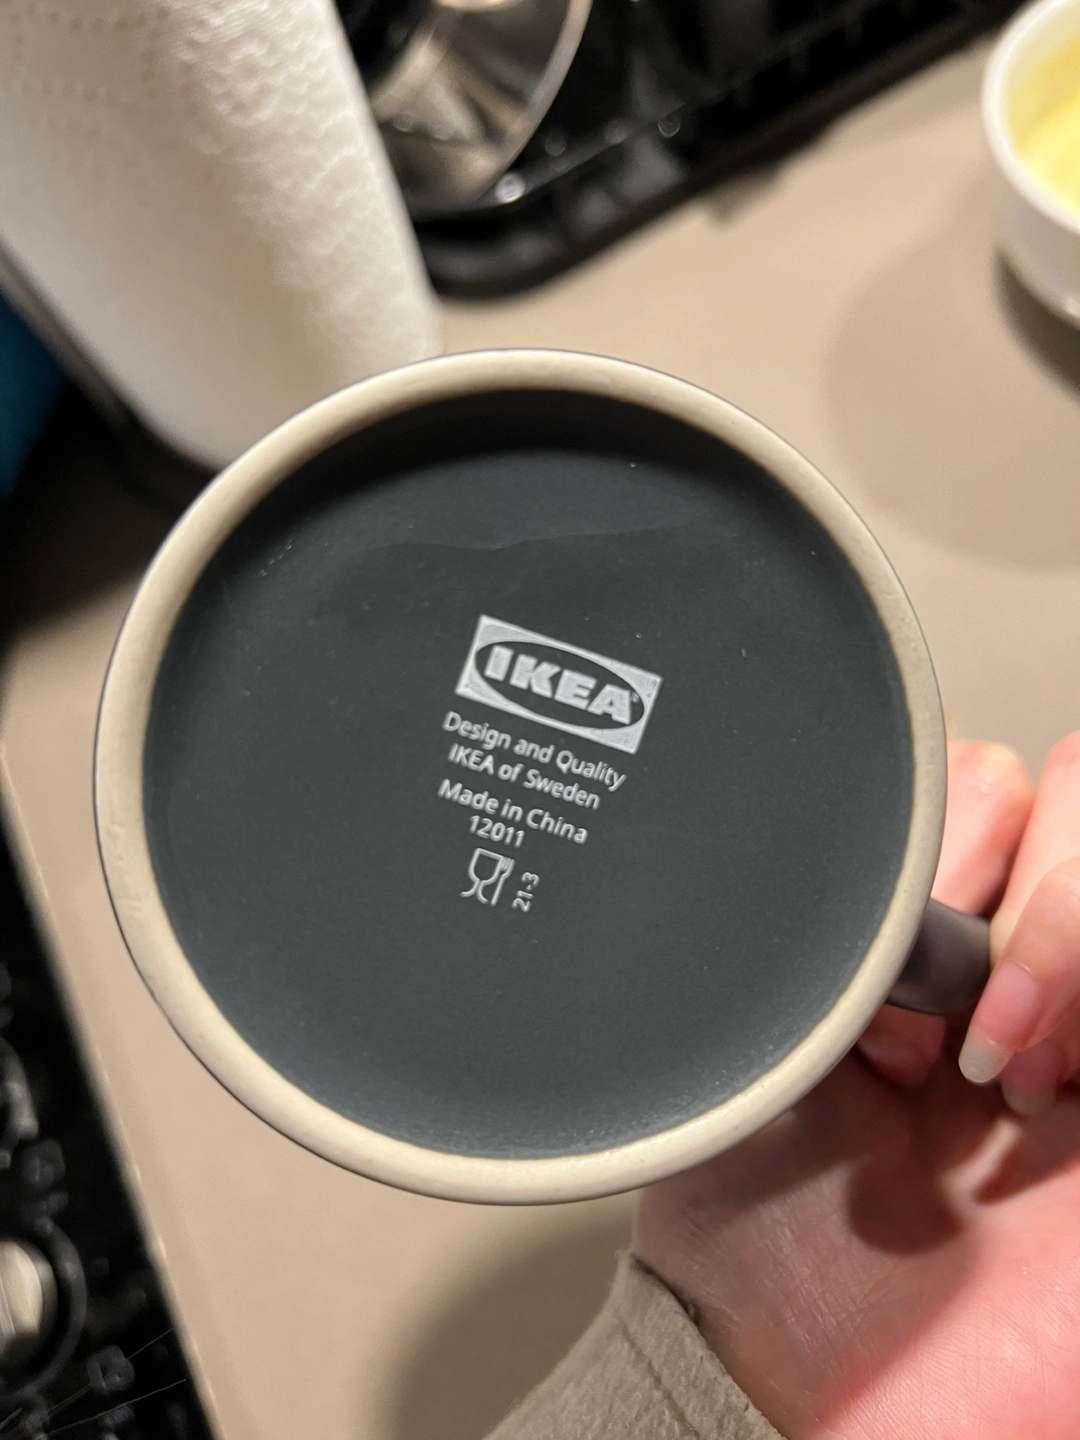 IKEA®
Design and Quality
IKEA of Sweden
Made in China
12011
21-3